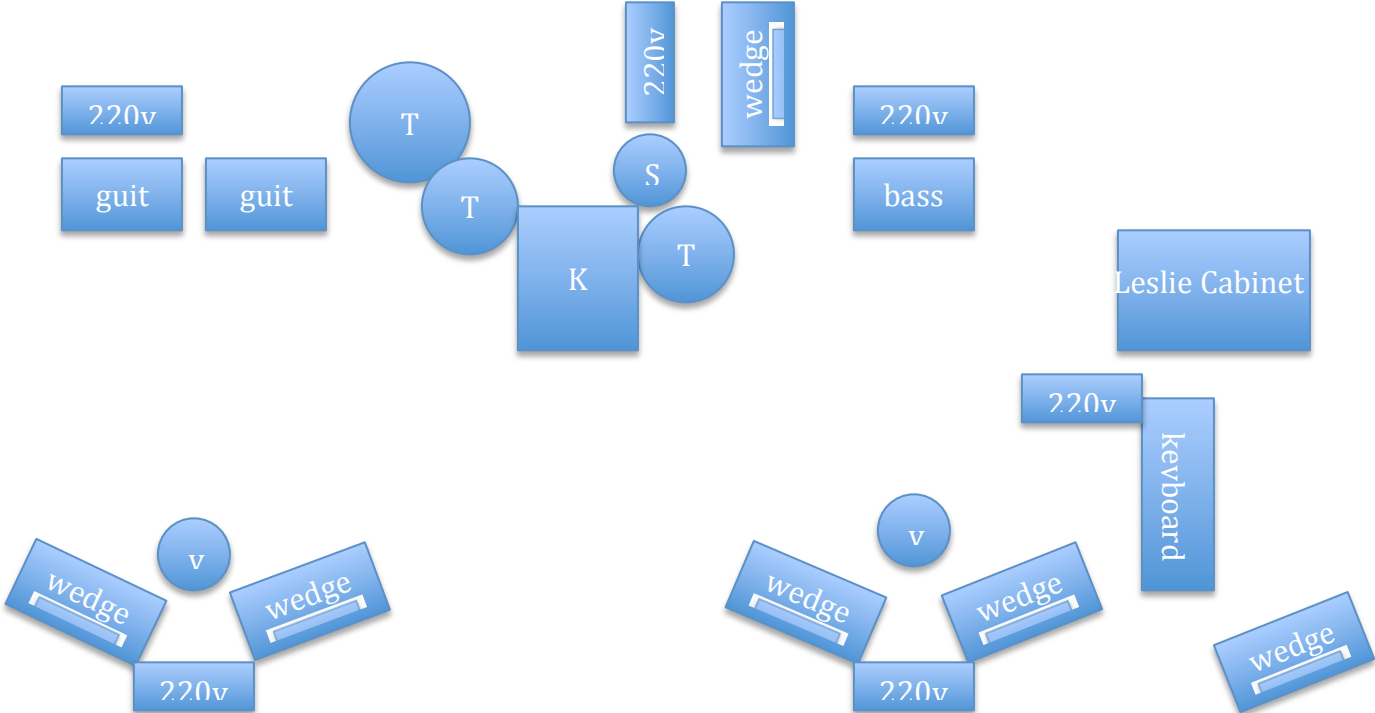 220v
wedge
220v
T
220v
S
guit
guit
T
bass
T
K
Leslie Cabinet
220v
keyboard
v
v
wedge
wedge
wedge
wedge
wedge
220v
220v